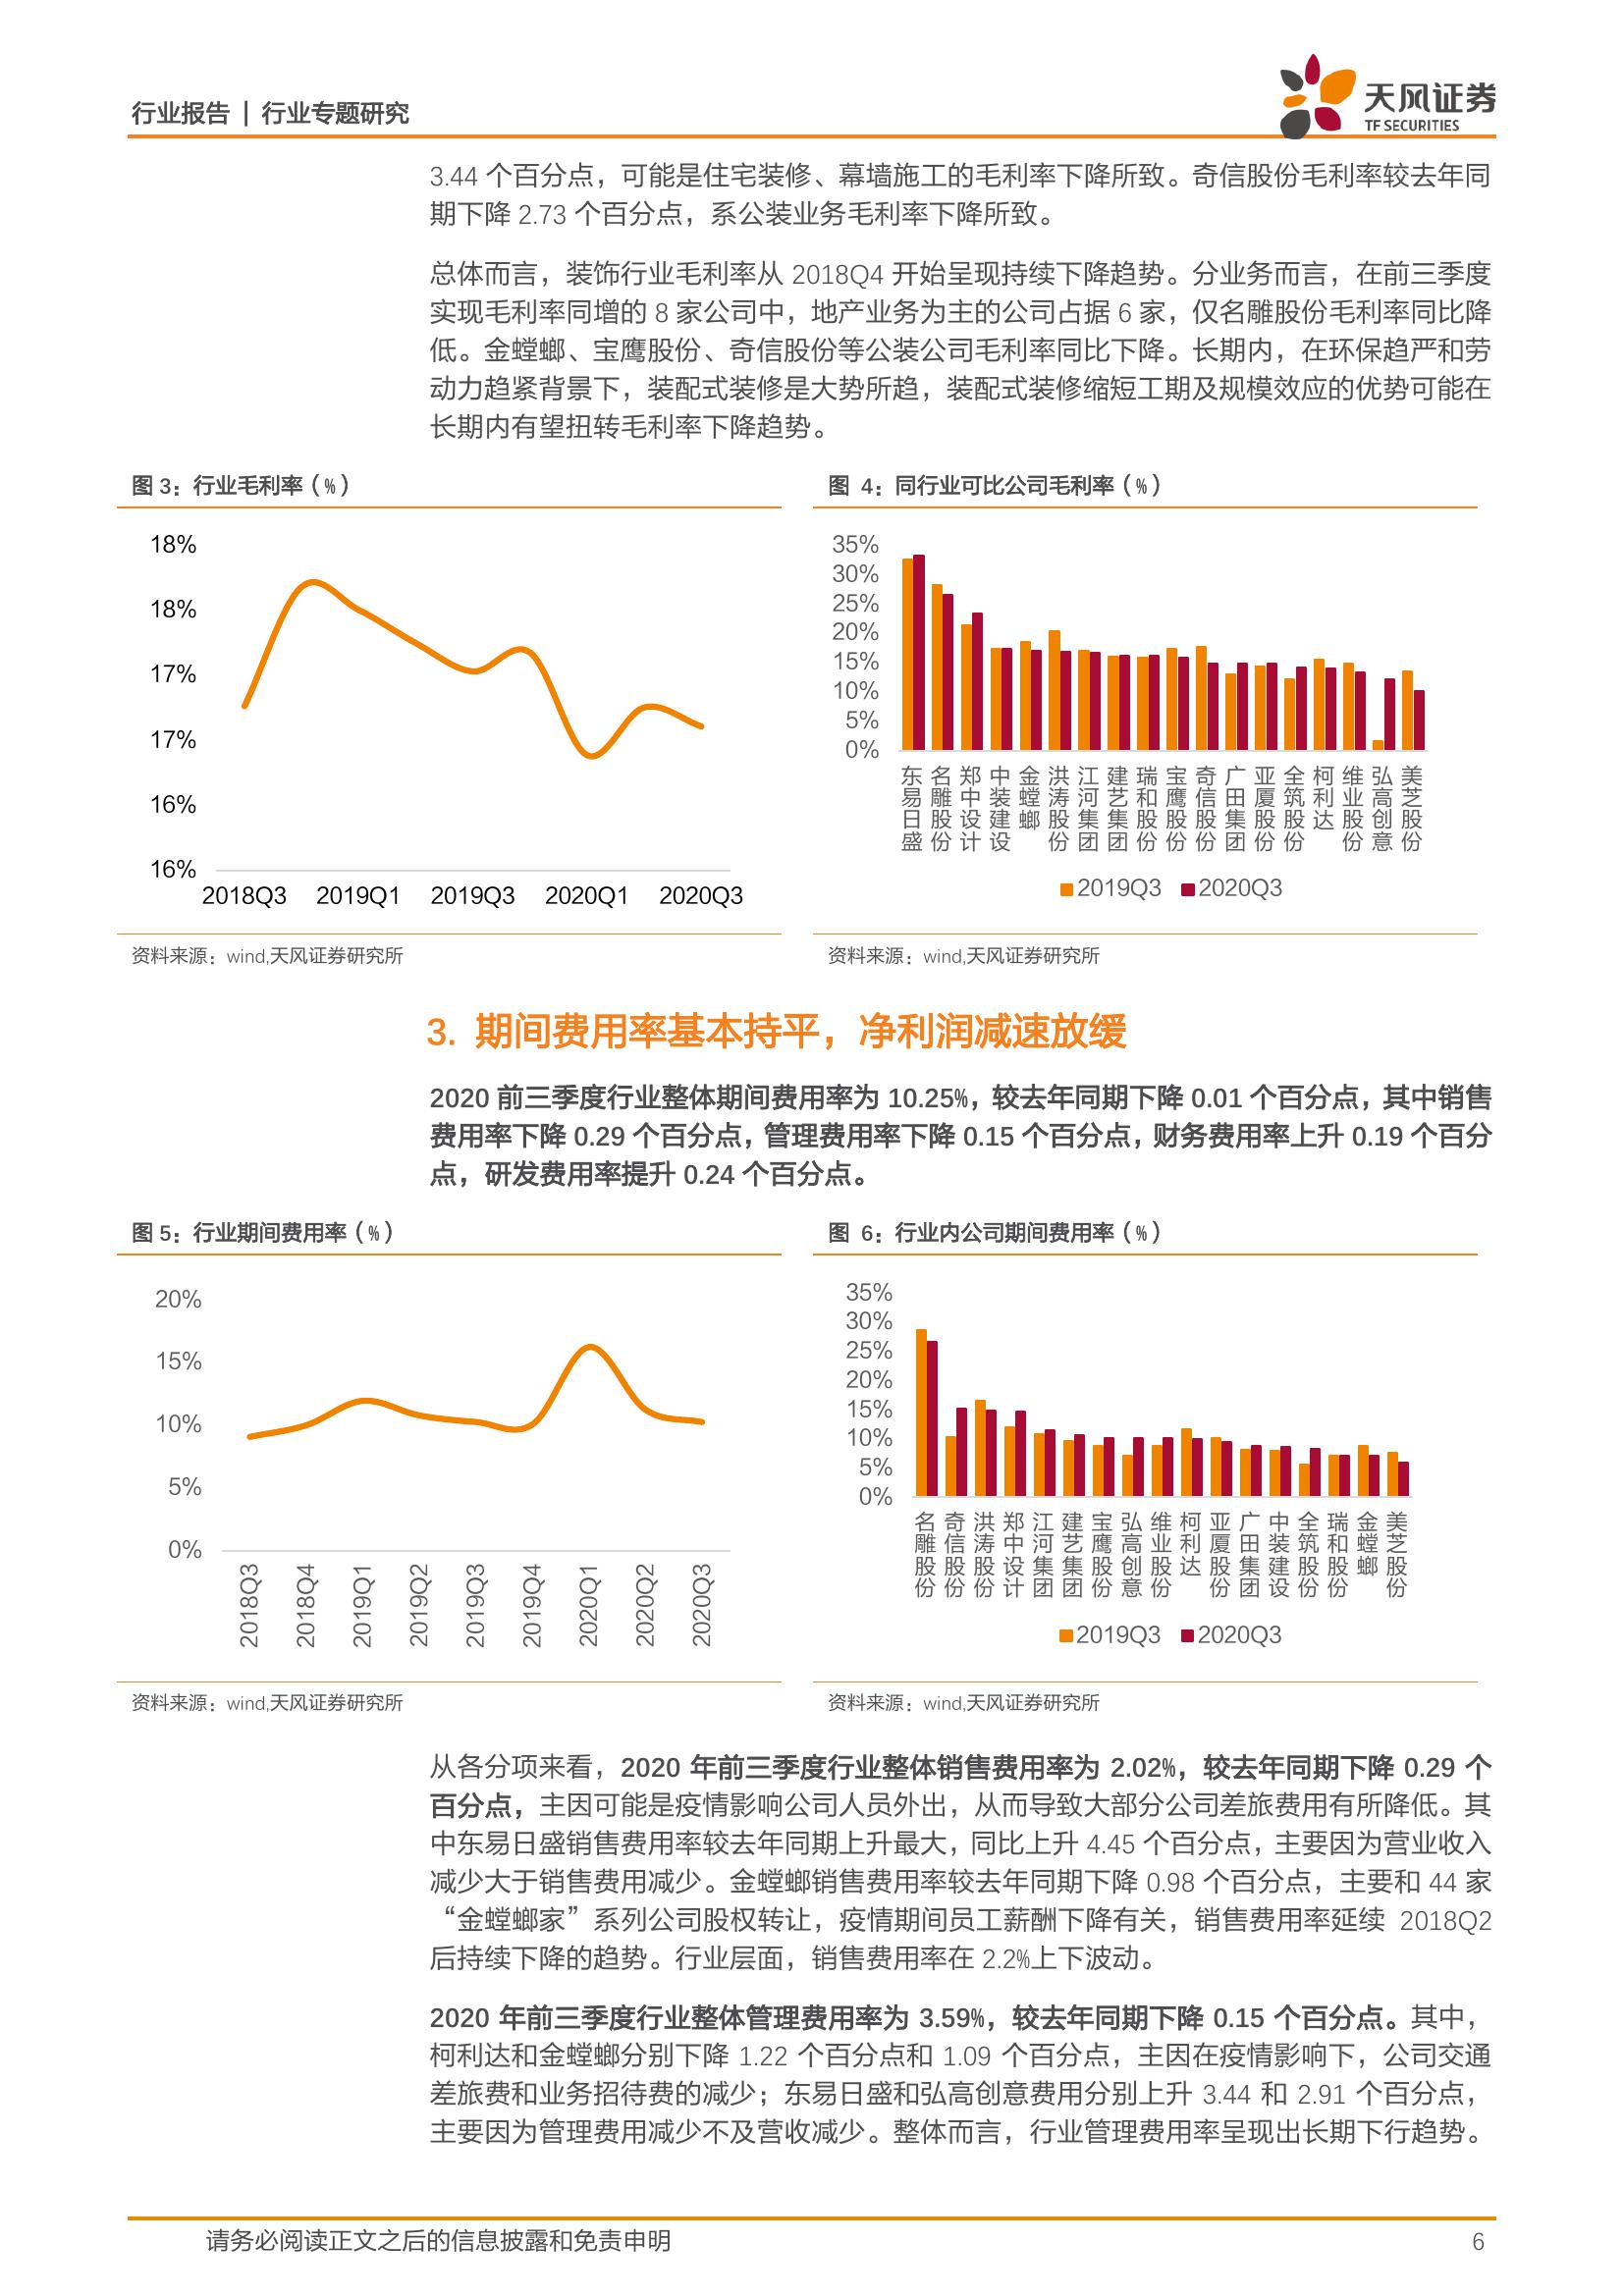 行业报告 | 行业专题研究
天风证券
TF SECURITIES
3.44 个百分点，可能是住宅装修、幕墙施工的毛利率下降所致。奇信股份毛利率较去年同
期下降 2.73 个百分点，系公装业务毛利率下降所致。
总体而言，装饰行业毛利率从 2018Q4 开始呈现持续下降趋势。分业务而言，在前三季度
实现毛利率同增的 8 家公司中，地产业务为主的公司占据 6 家，仅名雕股份毛利率同比降
低。金螳螂、宝鹰股份、奇信股份等公装公司毛利率同比下降。长期内，在环保趋严和劳
动力趋紧背景下，装配式装修是大势所趋，装配式装修缩短工期及规模效应的优势可能在
长期内有望扭转毛利率下降趋势。
图 3：行业毛利率（%）
18%
18%
17%
17%
16%
16%
2018Q3 2019Q1 2019Q3 2020Q1 2020Q3
资料来源：wind,天风证券研究所
图 4：同行业可比公司毛利率（%）
35%
30%
25%
20%
15%
10%
5%
0%
东易日盛
名雕股份
郑中设计
中装建设
金螳螂
洪涛股份
江河集团
建艺集团
瑞和股份
宝鹰股份
奇信股份
广田集团
亚厦股份
全筑股份
柯利达
维业股份
弘高创意
美芝股份
2019Q3 2020Q3
资料来源：wind,天风证券研究所
3. 期间费用率基本持平，净利润减速放缓
2020 前三季度行业整体期间费用率为 10.25%，较去年同期下降 0.01 个百分点，其中销售
费用率下降 0.29 个百分点，管理费用率下降 0.15 个百分点，财务费用率上升 0.19 个百分
点，研发费用率提升 0.24 个百分点。
图 5：行业期间费用率（%）
20%
15%
10%
5%
0%
2018Q3
2018Q4
2019Q1
2019Q2
2019Q3
2019Q4
2020Q1
2020Q2
2020Q3
资料来源：wind,天风证券研究所
图 6：行业内公司期间费用率（%）
35%
30%
25%
20%
15%
10%
5%
0%
名雕股份
奇信股份
洪涛股份
郑中设计
江河集团
建艺集团
宝鹰股份
弘高创意
维业股份
柯利达
亚厦股份
广田集团
中装建设
全筑股份
瑞和股份
金螳螂
美芝股份
2019Q3 2020Q3
资料来源：wind,天风证券研究所
从各分项来看，2020 年前三季度行业整体销售费用率为 2.02%，较去年同期下降 0.29 个
百分点，主因可能是疫情影响公司人员外出，从而导致大部分公司差旅费用有所降低。其
中东易日盛销售费用率较去年同期上升最大，同比上升 4.45 个百分点，主要因为营业收入
减少大于销售费用减少。金螳螂销售费用率较去年同期下降 0.98 个百分点，主要和 44 家
“金螳螂家”系列公司股权转让，疫情期间员工薪酬下降有关，销售费用率延续 2018Q2
后持续下降的趋势。行业层面，销售费用率在 2.2%上下波动。
2020 年前三季度行业整体管理费用率为 3.59%，较去年同期下降 0.15 个百分点。其中，
柯利达和金螳螂分别下降 1.22 个百分点和 1.09 个百分点，主因在疫情影响下，公司交通
差旅费和业务招待费的减少；东易日盛和弘高创意费用分别上升 3.44 和 2.91 个百分点，
主要因为管理费用减少不及营收减少。整体而言，行业管理费用率呈现出长期下行趋势。
请务必阅读正文之后的信息披露和免责申明
6